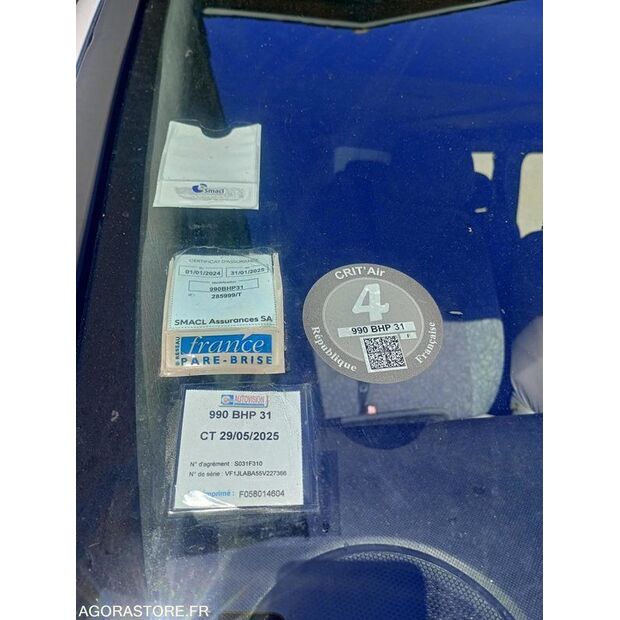 Smacl
CERTIFICAT D'ASSURANCE
01/01/2024 31/01/2025
990BHP31
285999/T
SMACL Assurances SA
RÉSEAU
france
PARE-BRISE
CRIT'Air
4
990 BHP 31
F
République Française
AUTOVISION
990 BHP 31
CT 29/05/2025
N° d'agrément : S031F310
N° de série : VF1JLABA55V227366
imprimé : F058014604
AGORASTORE.FR